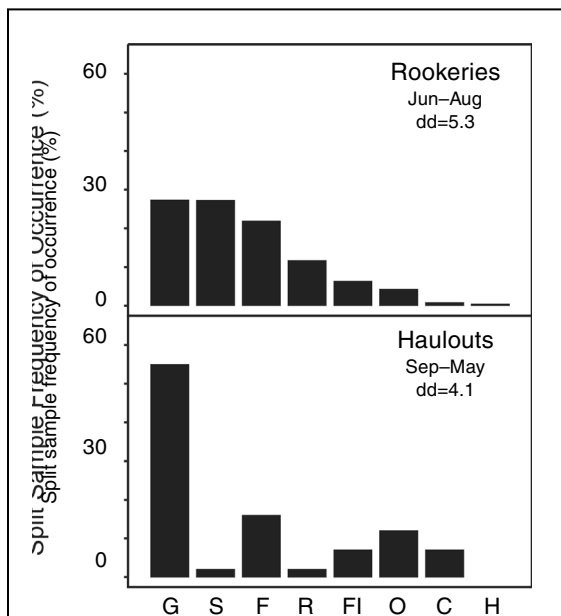 Split Sample Frequency of Occurrence (%)
Split sample frequency of occurrence (%)
60
30
0
Rookeries
Jun–Aug
dd=5.3
60
30
0
Haulouts
Sep–May
dd=4.1
G S F R FI O C H